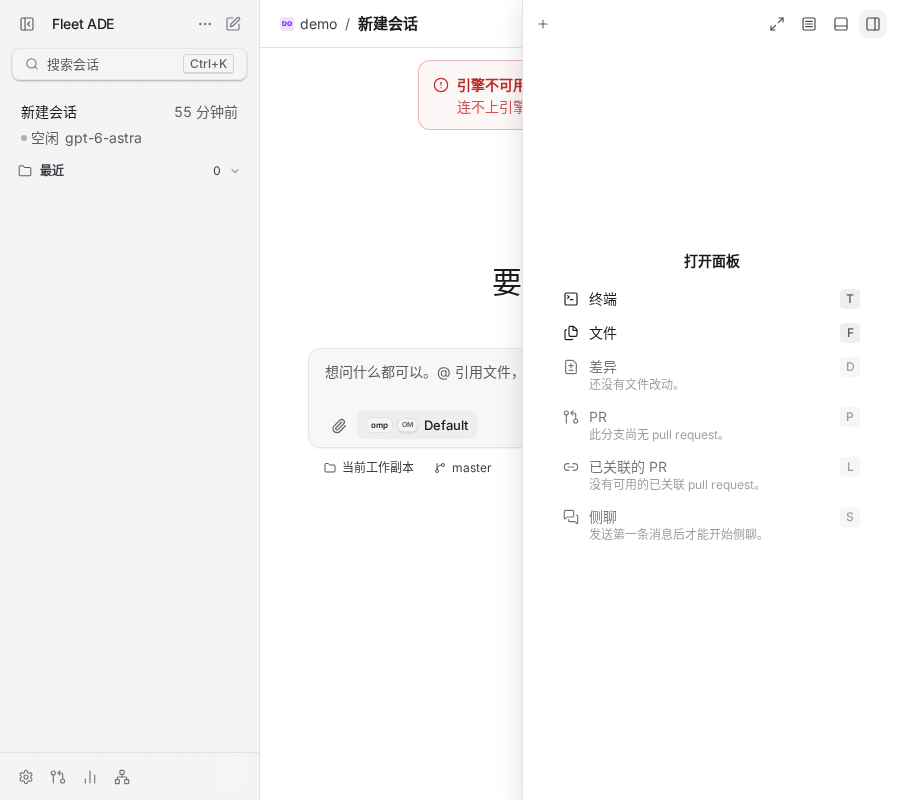 Fleet ADE
搜索会话 Ctrl+K
新建会话 55 分钟前
空闲 gpt-6-astra
最近 0
DO demo / 新建会话
引擎不可用
连不上引擎
要
想问什么都可以。@ 引用文件，
omp OM Default
当前工作副本 master
打开面板
终端 T
文件 F
差异 D
还没有文件改动。
PR P
此分支尚无 pull request。
已关联的 PR L
没有可用的已关联 pull request。
侧聊 S
发送第一条消息后才能开始侧聊。